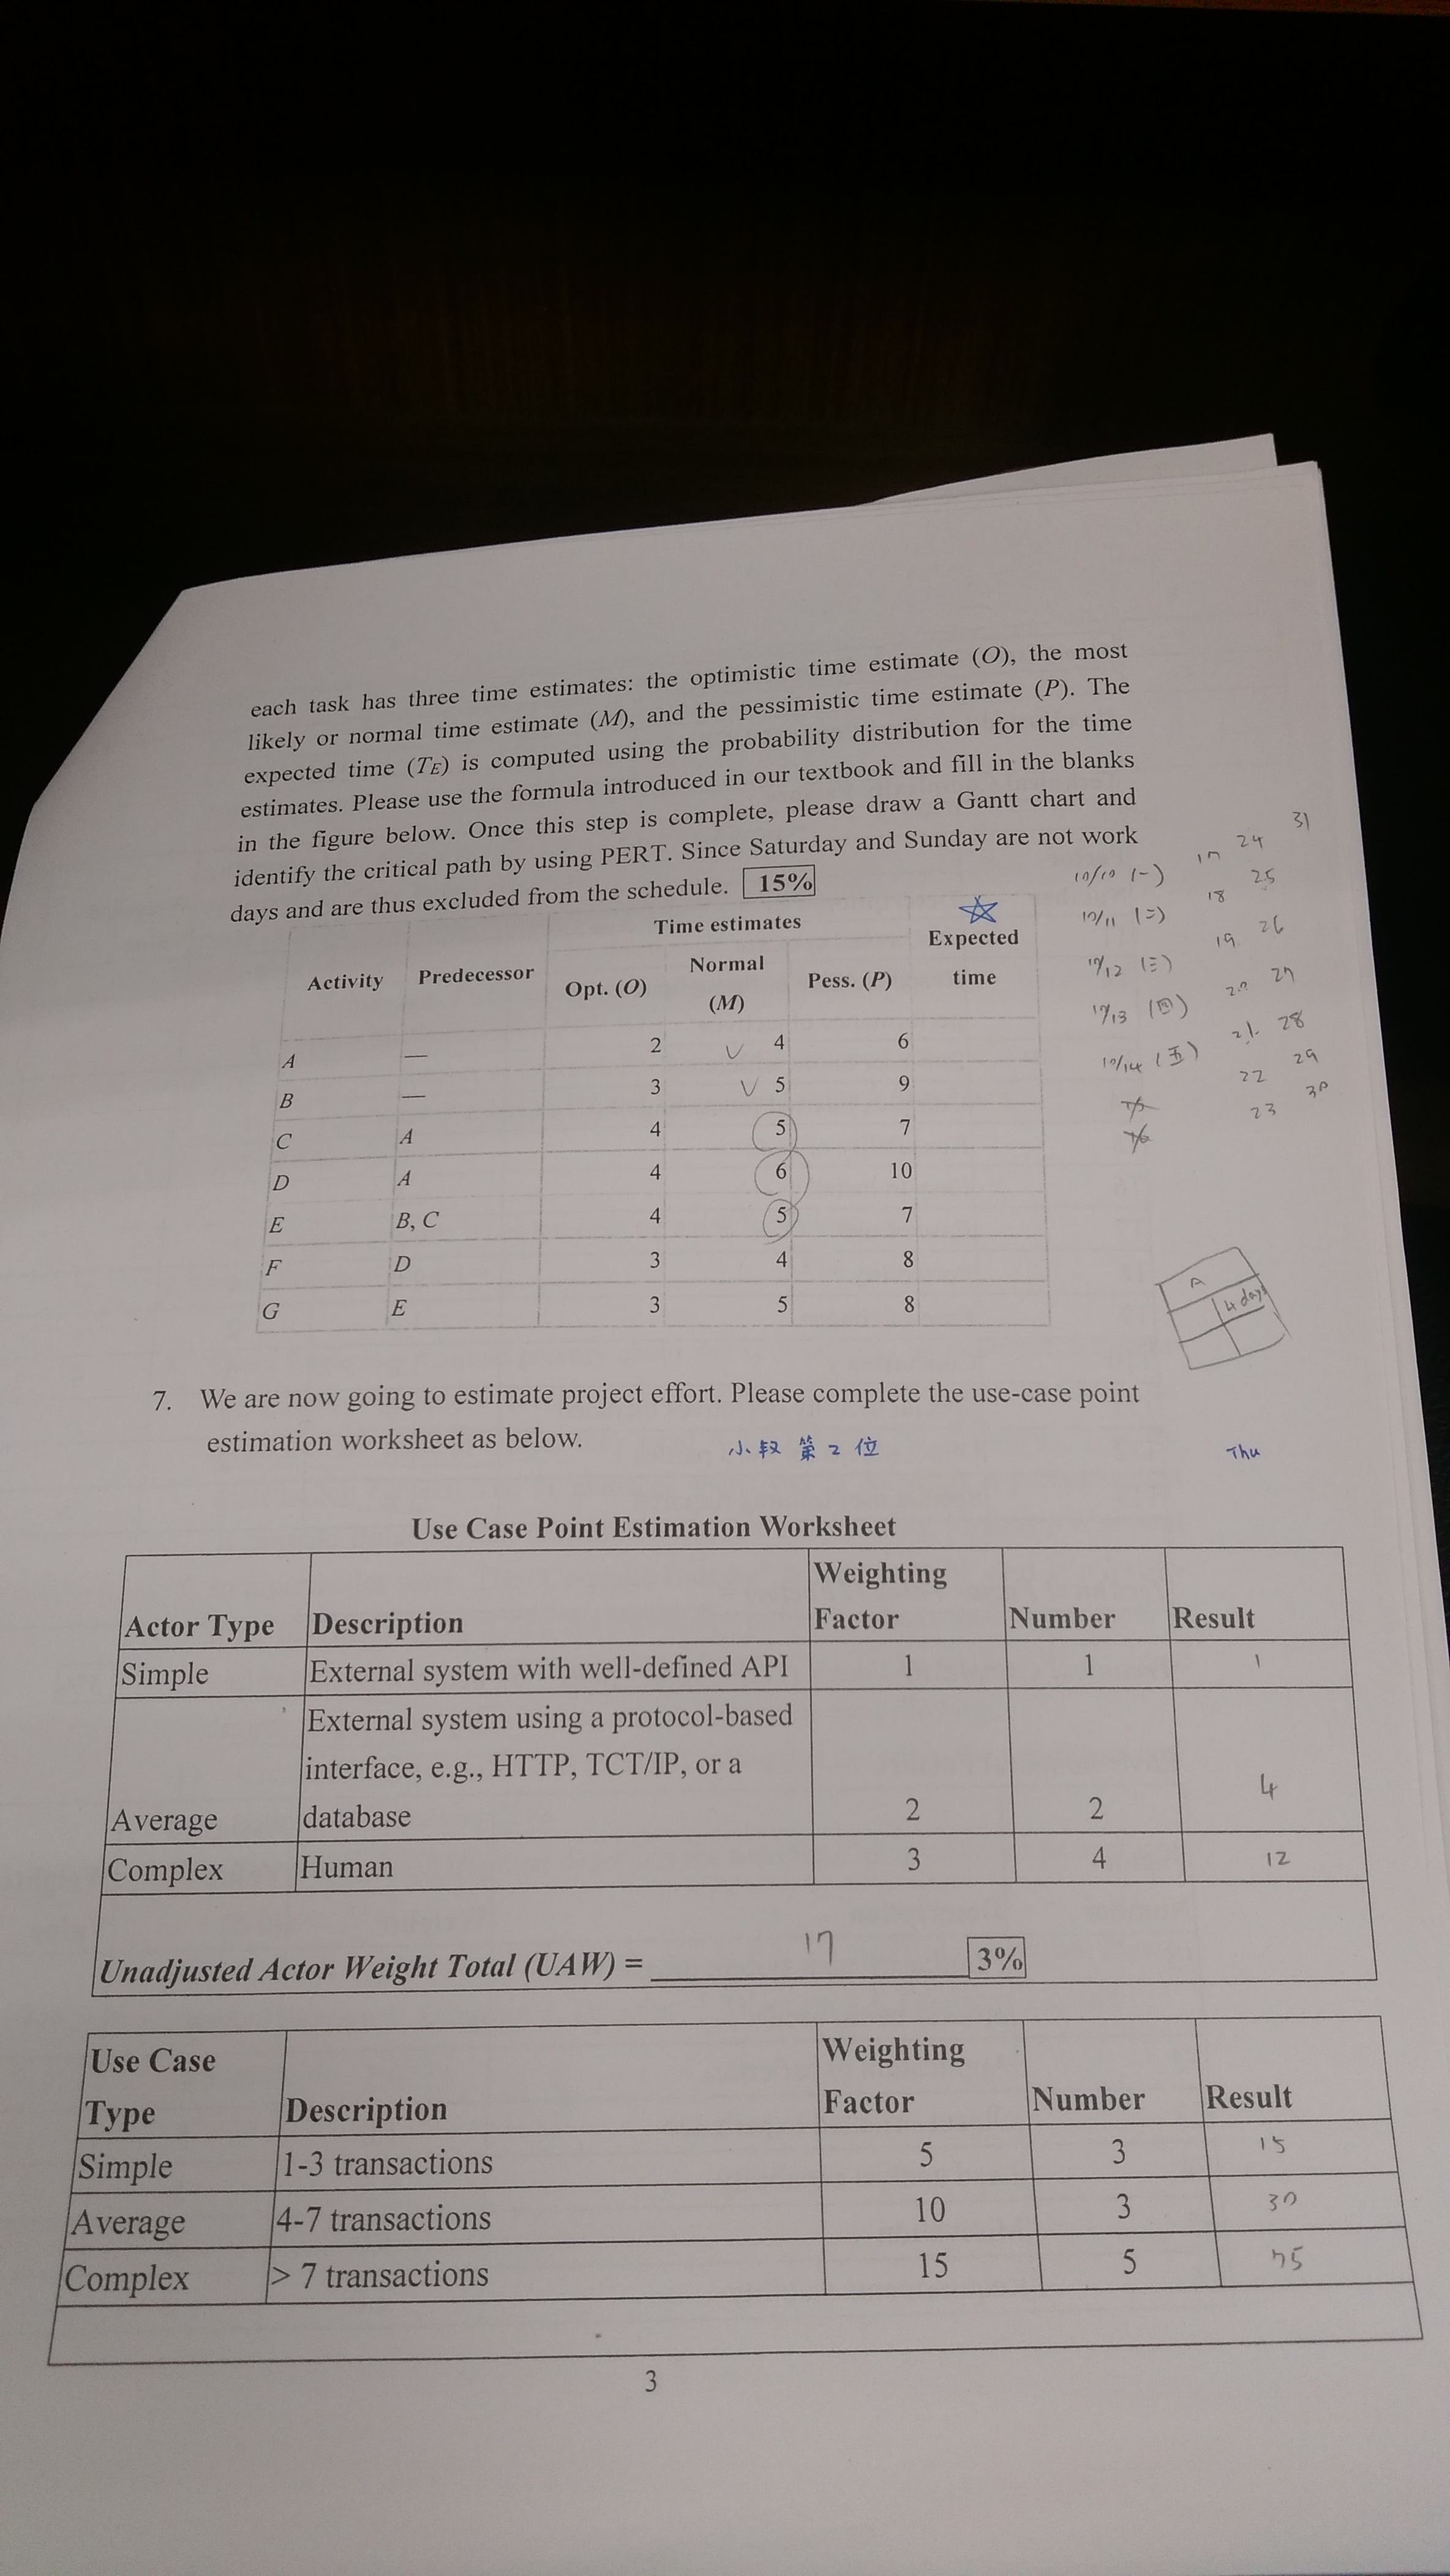 each task has three time estimates: the optimistic time estimate (O), the most
likely or normal time estimate (M), and the pessimistic time estimate (P). The
expected time (TE) is computed using the probability distribution for the time
estimates. Please use the formula introduced in our textbook and fill in the blanks
in the figure below. Once this step is complete, please draw a Gantt chart and
identify the critical path by using PERT. Since Saturday and Sunday are not work
days and are thus excluded from the schedule. 15%
10/10 (一) 17 24 31
10/11 (二) 18 25
10/12 (三) 19 26
10/13 (四) 20 27
10/14 (五) 21 28
22 29
23 30
Time estimates
Activity Predecessor Opt. (O) Normal (M) Pess. (P) Expected time
A — 2 4 6
B — 3 5 9
C A 4 5 7
D A 4 6 10
E B, C 4 5 7
F D 3 4 8
G E 3 5 8
A
4 days
7. We are now going to estimate project effort. Please complete the use-case point
estimation worksheet as below.
第 2 位
Thu
Use Case Point Estimation Worksheet
Actor Type Description Weighting Factor Number Result
Simple External system with well-defined API 1 1 1
External system using a protocol-based
interface, e.g., HTTP, TCT/IP, or a
Average database 2 2 4
Complex Human 3 4 12
Unadjusted Actor Weight Total (UAW) = 17 3%
Use Case Type Description Weighting Factor Number Result
Simple 1-3 transactions 5 3 15
Average 4-7 transactions 10 3 30
Complex > 7 transactions 15 5 75
3